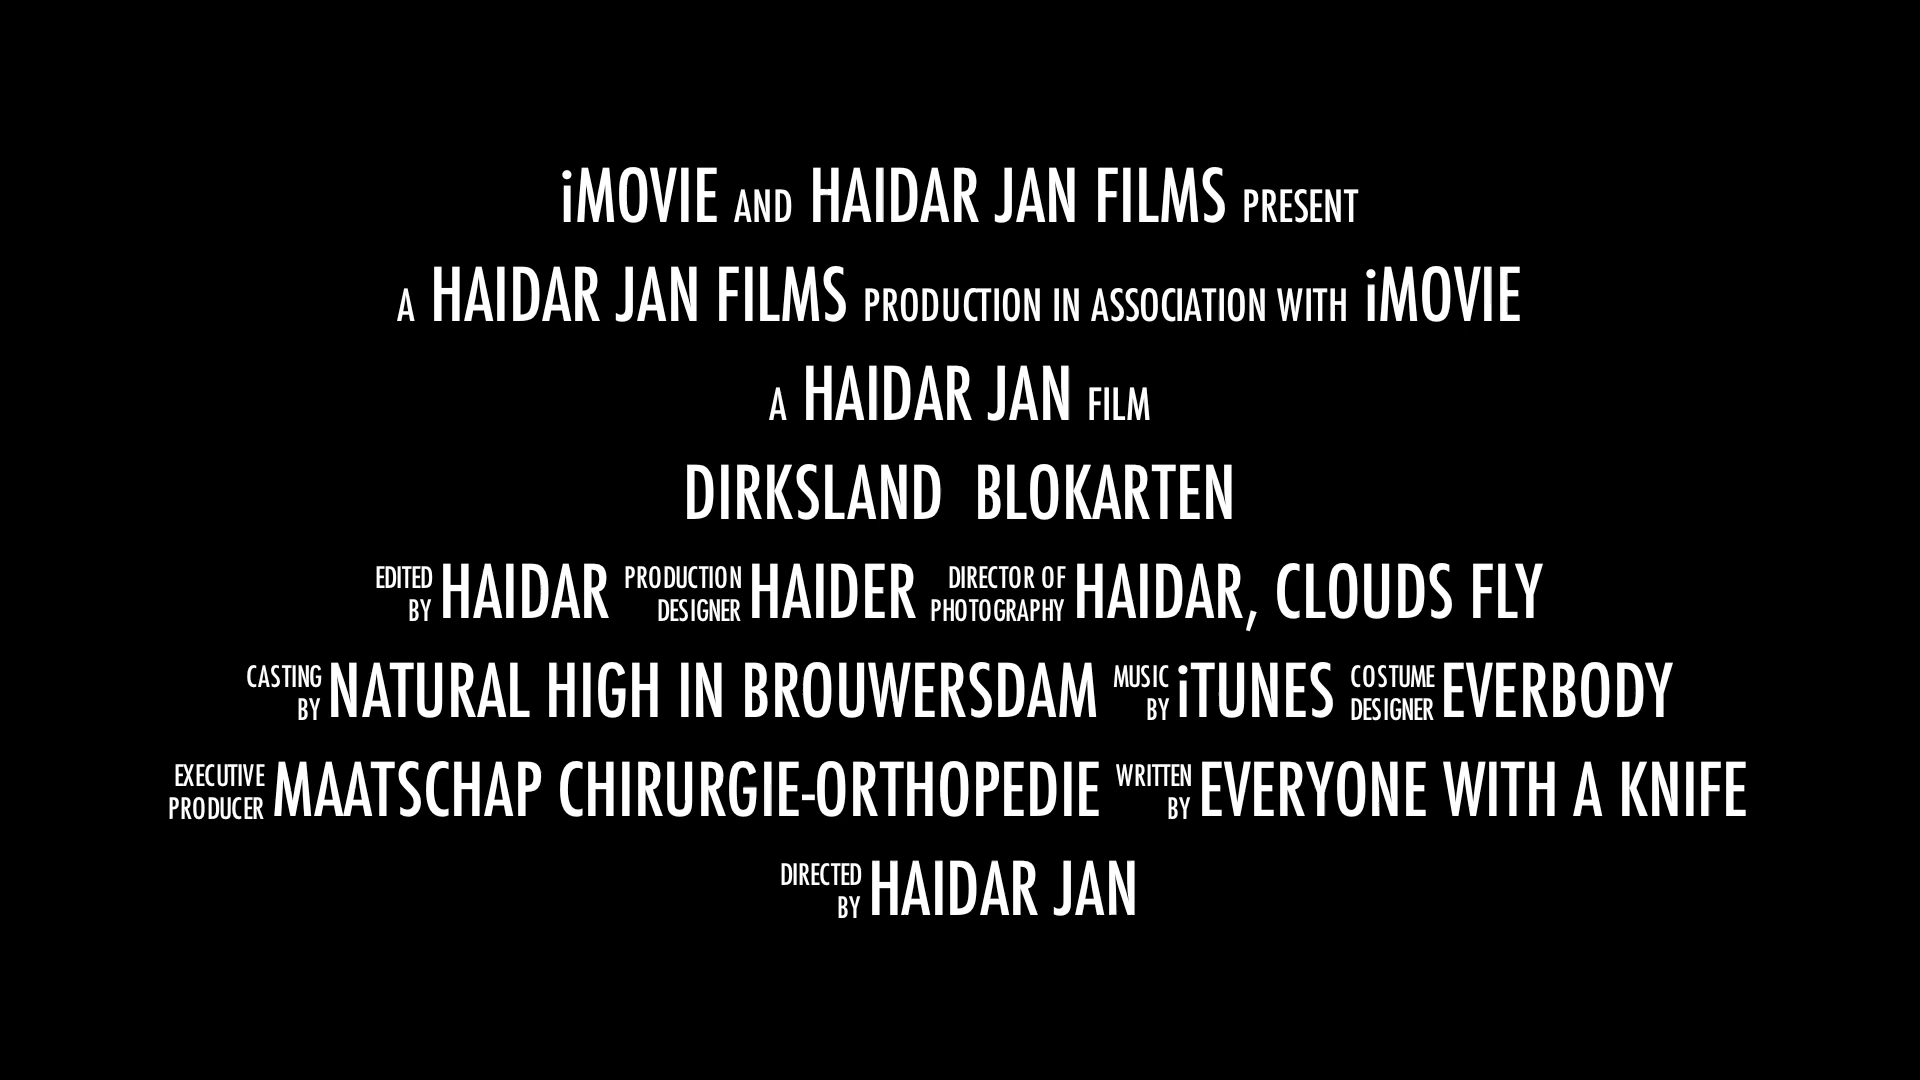 iMOVIE AND HAIDAR JAN FILMS PRESENT
A HAIDAR JAN FILMS PRODUCTION IN ASSOCIATION WITH iMOVIE
A HAIDAR JAN FILM
DIRKSLAND BLOKARTEN
EDITED BY HAIDAR PRODUCTION DESIGNER HAIDER DIRECTOR OF PHOTOGRAPHY HAIDAR, CLOUDS FLY
CASTING BY NATURAL HIGH IN BROUWERSDAM MUSIC BY iTUNES COSTUME DESIGNER EVERBODY
EXECUTIVE PRODUCER MAATSCHAP CHIRURGIE-ORTHOPEDIE WRITTEN BY EVERYONE WITH A KNIFE
DIRECTED BY HAIDAR JAN